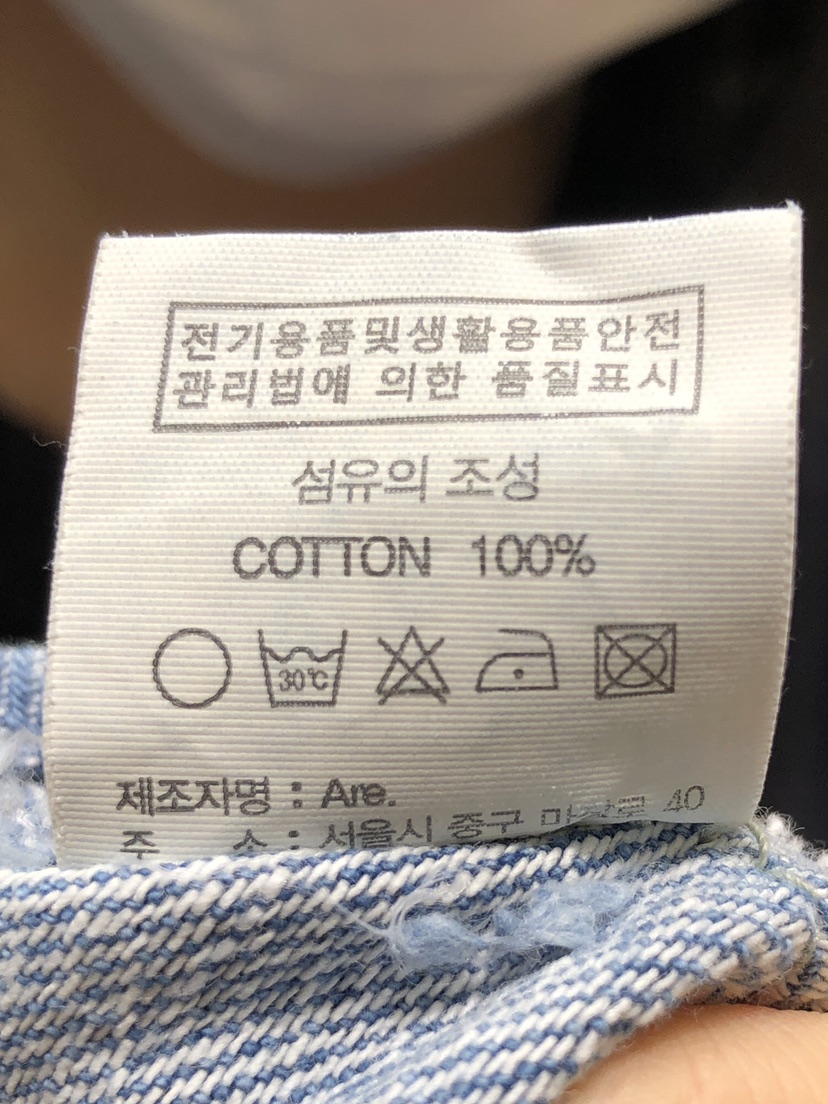 전기용품및생활용품안전
관리법에 의한 품질표시
섬유의 조성
COTTON 100%
30℃
제조자명 : Are.
주 소 : 서울시 중구 40